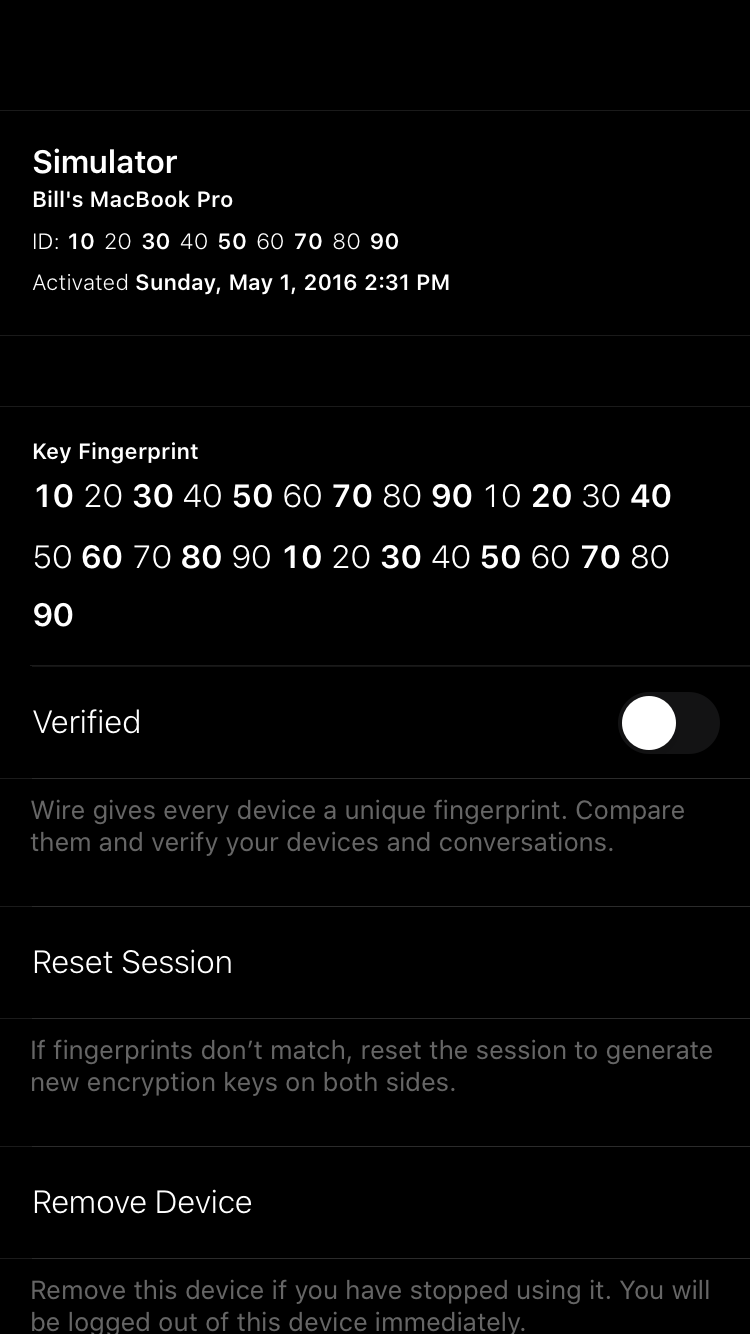 Simulator
Bill's MacBook Pro
ID: 10 20 30 40 50 60 70 80 90
Activated Sunday, May 1, 2016 2:31 PM
Key Fingerprint
10 20 30 40 50 60 70 80 90 10 20 30 40
50 60 70 80 90 10 20 30 40 50 60 70 80
90
Verified
Wire gives every device a unique fingerprint. Compare
them and verify your devices and conversations.
Reset Session
If fingerprints don’t match, reset the session to generate
new encryption keys on both sides.
Remove Device
Remove this device if you have stopped using it. You will
be logged out of this device immediately.